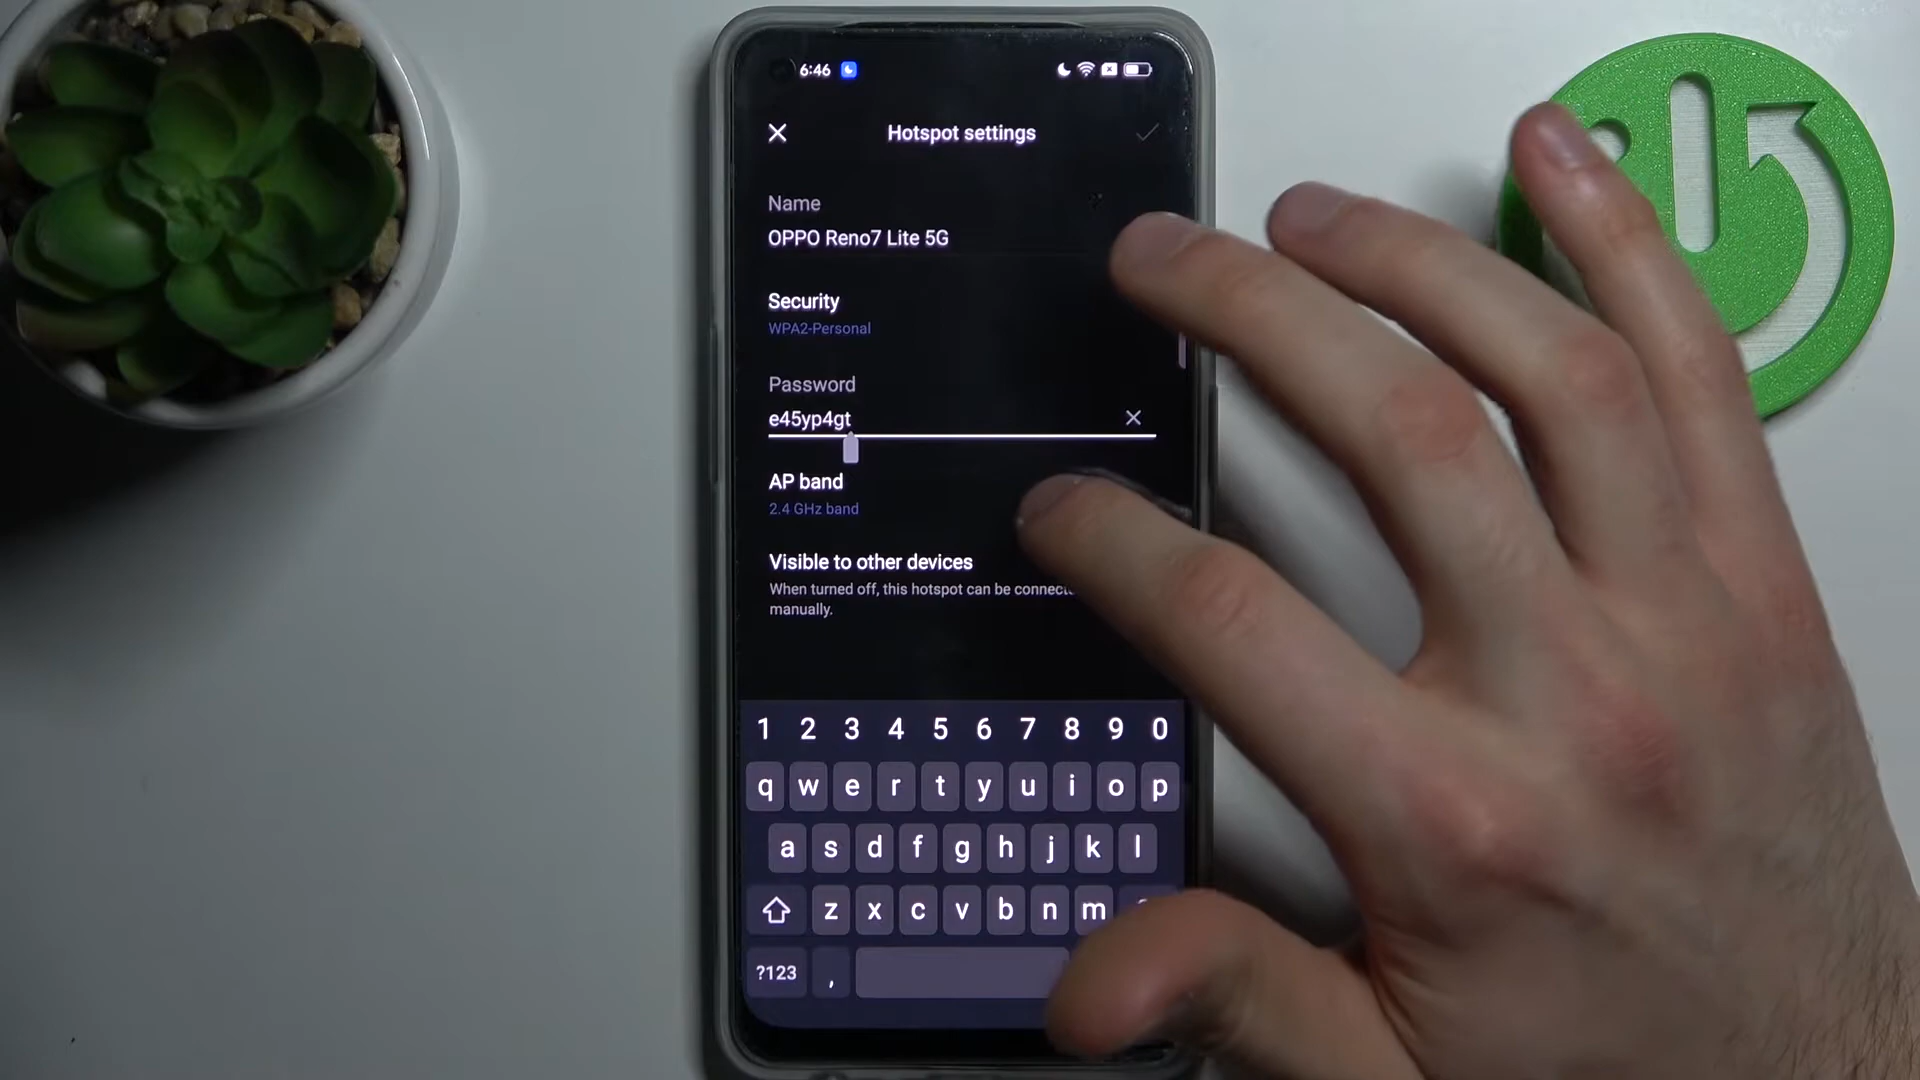 6:46
Hotspot settings
Name
OPPO Reno7 Lite 5G
Security
WPA2-Personal
Password
e45yp4gt
AP band
2.4 GHz band
Visible to other devices
When turned off, this hotspot can be
manually.
1 2 3 4 5 6 7 8 9 0
q w e r t y u i o p
a s d f g h j k l
z x c v b n m
?123 ,